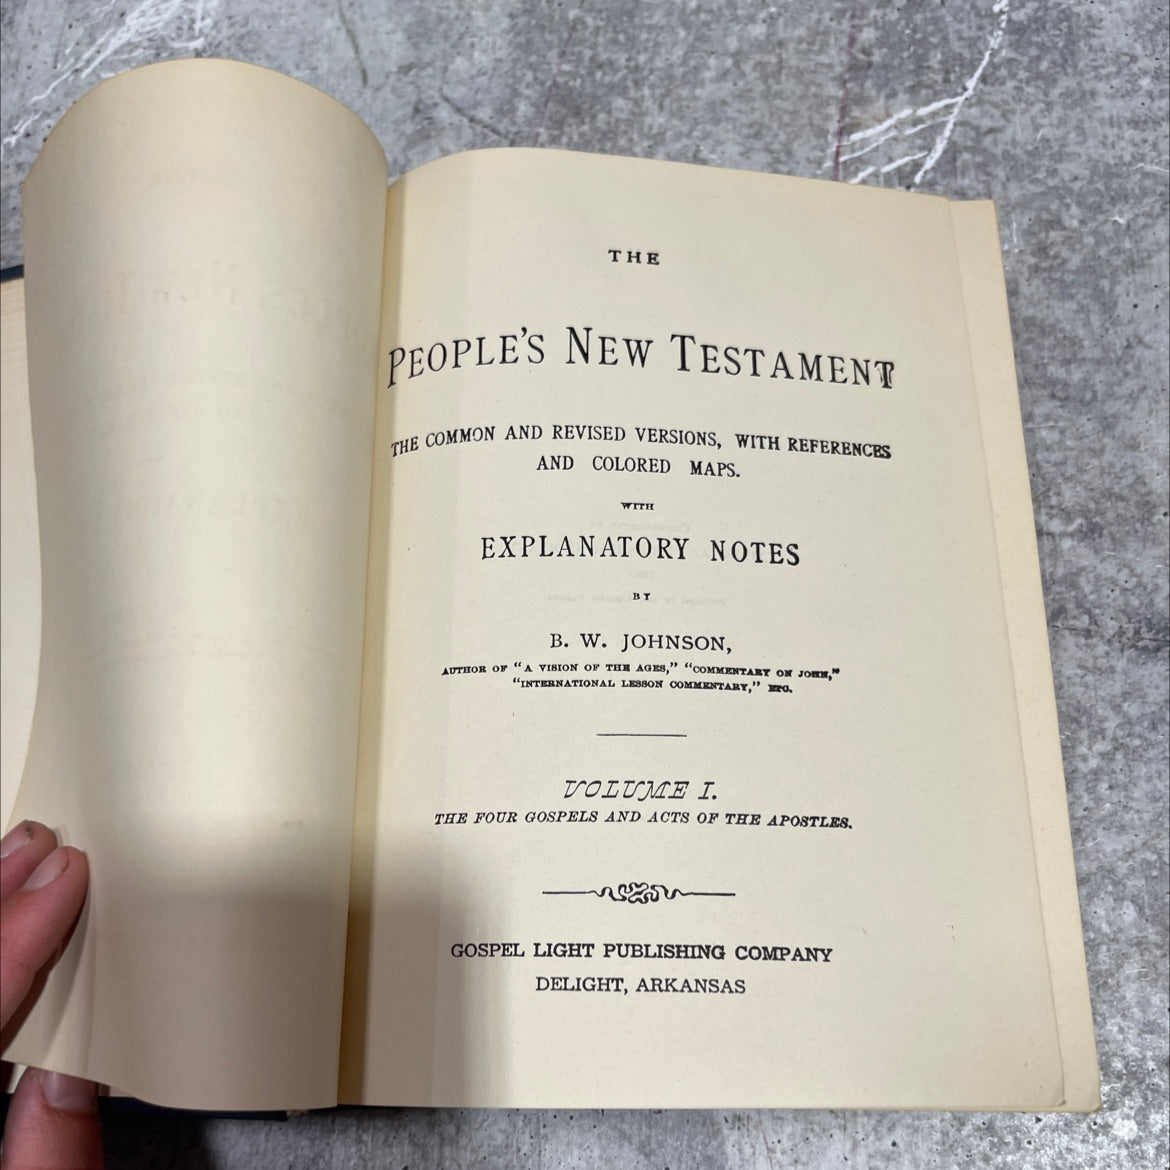 THE
PEOPLE'S NEW TESTAMENT
THE COMMON AND REVISED VERSIONS, WITH REFERENCES
AND COLORED MAPS.
WITH
EXPLANATORY NOTES
BY
B. W. JOHNSON,
AUTHOR OF "A VISION OF THE AGES," "COMMENTARY ON JOHN,"
"INTERNATIONAL LESSON COMMENTARY," ETC.
VOLUME I.
THE FOUR GOSPELS AND ACTS OF THE APOSTLES.
GOSPEL LIGHT PUBLISHING COMPANY
DELIGHT, ARKANSAS